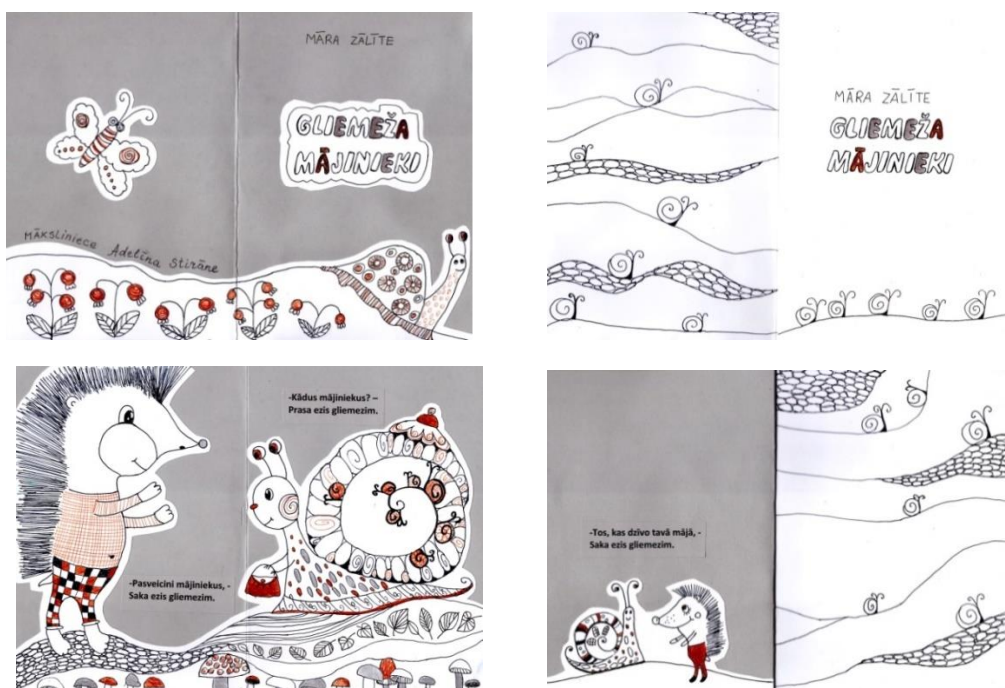 MĀRA ZĀLĪTE
GLIEMEŽA
MĀJINIEKI
MĀKSLINIECE Adelīna Stirāne
MĀRA ZĀLĪTE
GLIEMEŽA
MĀJINIEKI
-Kādus mājiniekus? –
Prasa ezis gliemezim.
-Pasveicini mājiniekus, -
Saka ezis gliemezim.
-Tos, kas dzīvo tavā mājā, -
Saka ezis gliemezim.